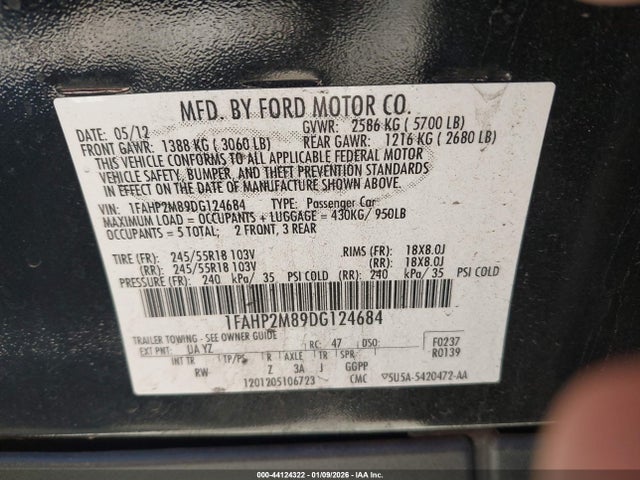 MFD. BY FORD MOTOR CO.
DATE: 05/12 GVWR: 2586 KG ( 5700 LB)
FRONT GAWR: 1388 KG ( 3060 LB) REAR GAWR: 1216 KG ( 2680 LB)
THIS VEHICLE CONFORMS TO ALL APPLICABLE FEDERAL MOTOR
VEHICLE SAFETY, BUMPER, AND THEFT PREVENTION STANDARDS
IN EFFECT ON THE DATE OF MANUFACTURE SHOWN ABOVE.
VIN: 1FAHP2M89DG124684 TYPE: Passenger Car
MAXIMUM LOAD = OCCUPANTS + LUGGAGE = 430KG/ 950LB
OCCUPANTS = 5 TOTAL; 2 FRONT, 3 REAR
TIRE (FR): 245/55R18 103V RIMS (FR): 18X8.0J
(RR): 245/55R18 103V (RR): 18X8.0J
PRESSURE (FR): 240 kPa/ 35 PSI COLD (RR): 240 kPa/ 35 PSI COLD
1FAHP2M89DG124684
TRAILER TOWING - SEE OWNER GUIDE
EXT PNT: UA YZ RC: 47 DSO: F0237
INT TR TP/PS R AXLE TR SPR R0139
RW Z 3A J GGPP
1201205106723 CMC 5U5A-5420472-AA
000-44124322 | 01/09/2026 | IAA Inc.